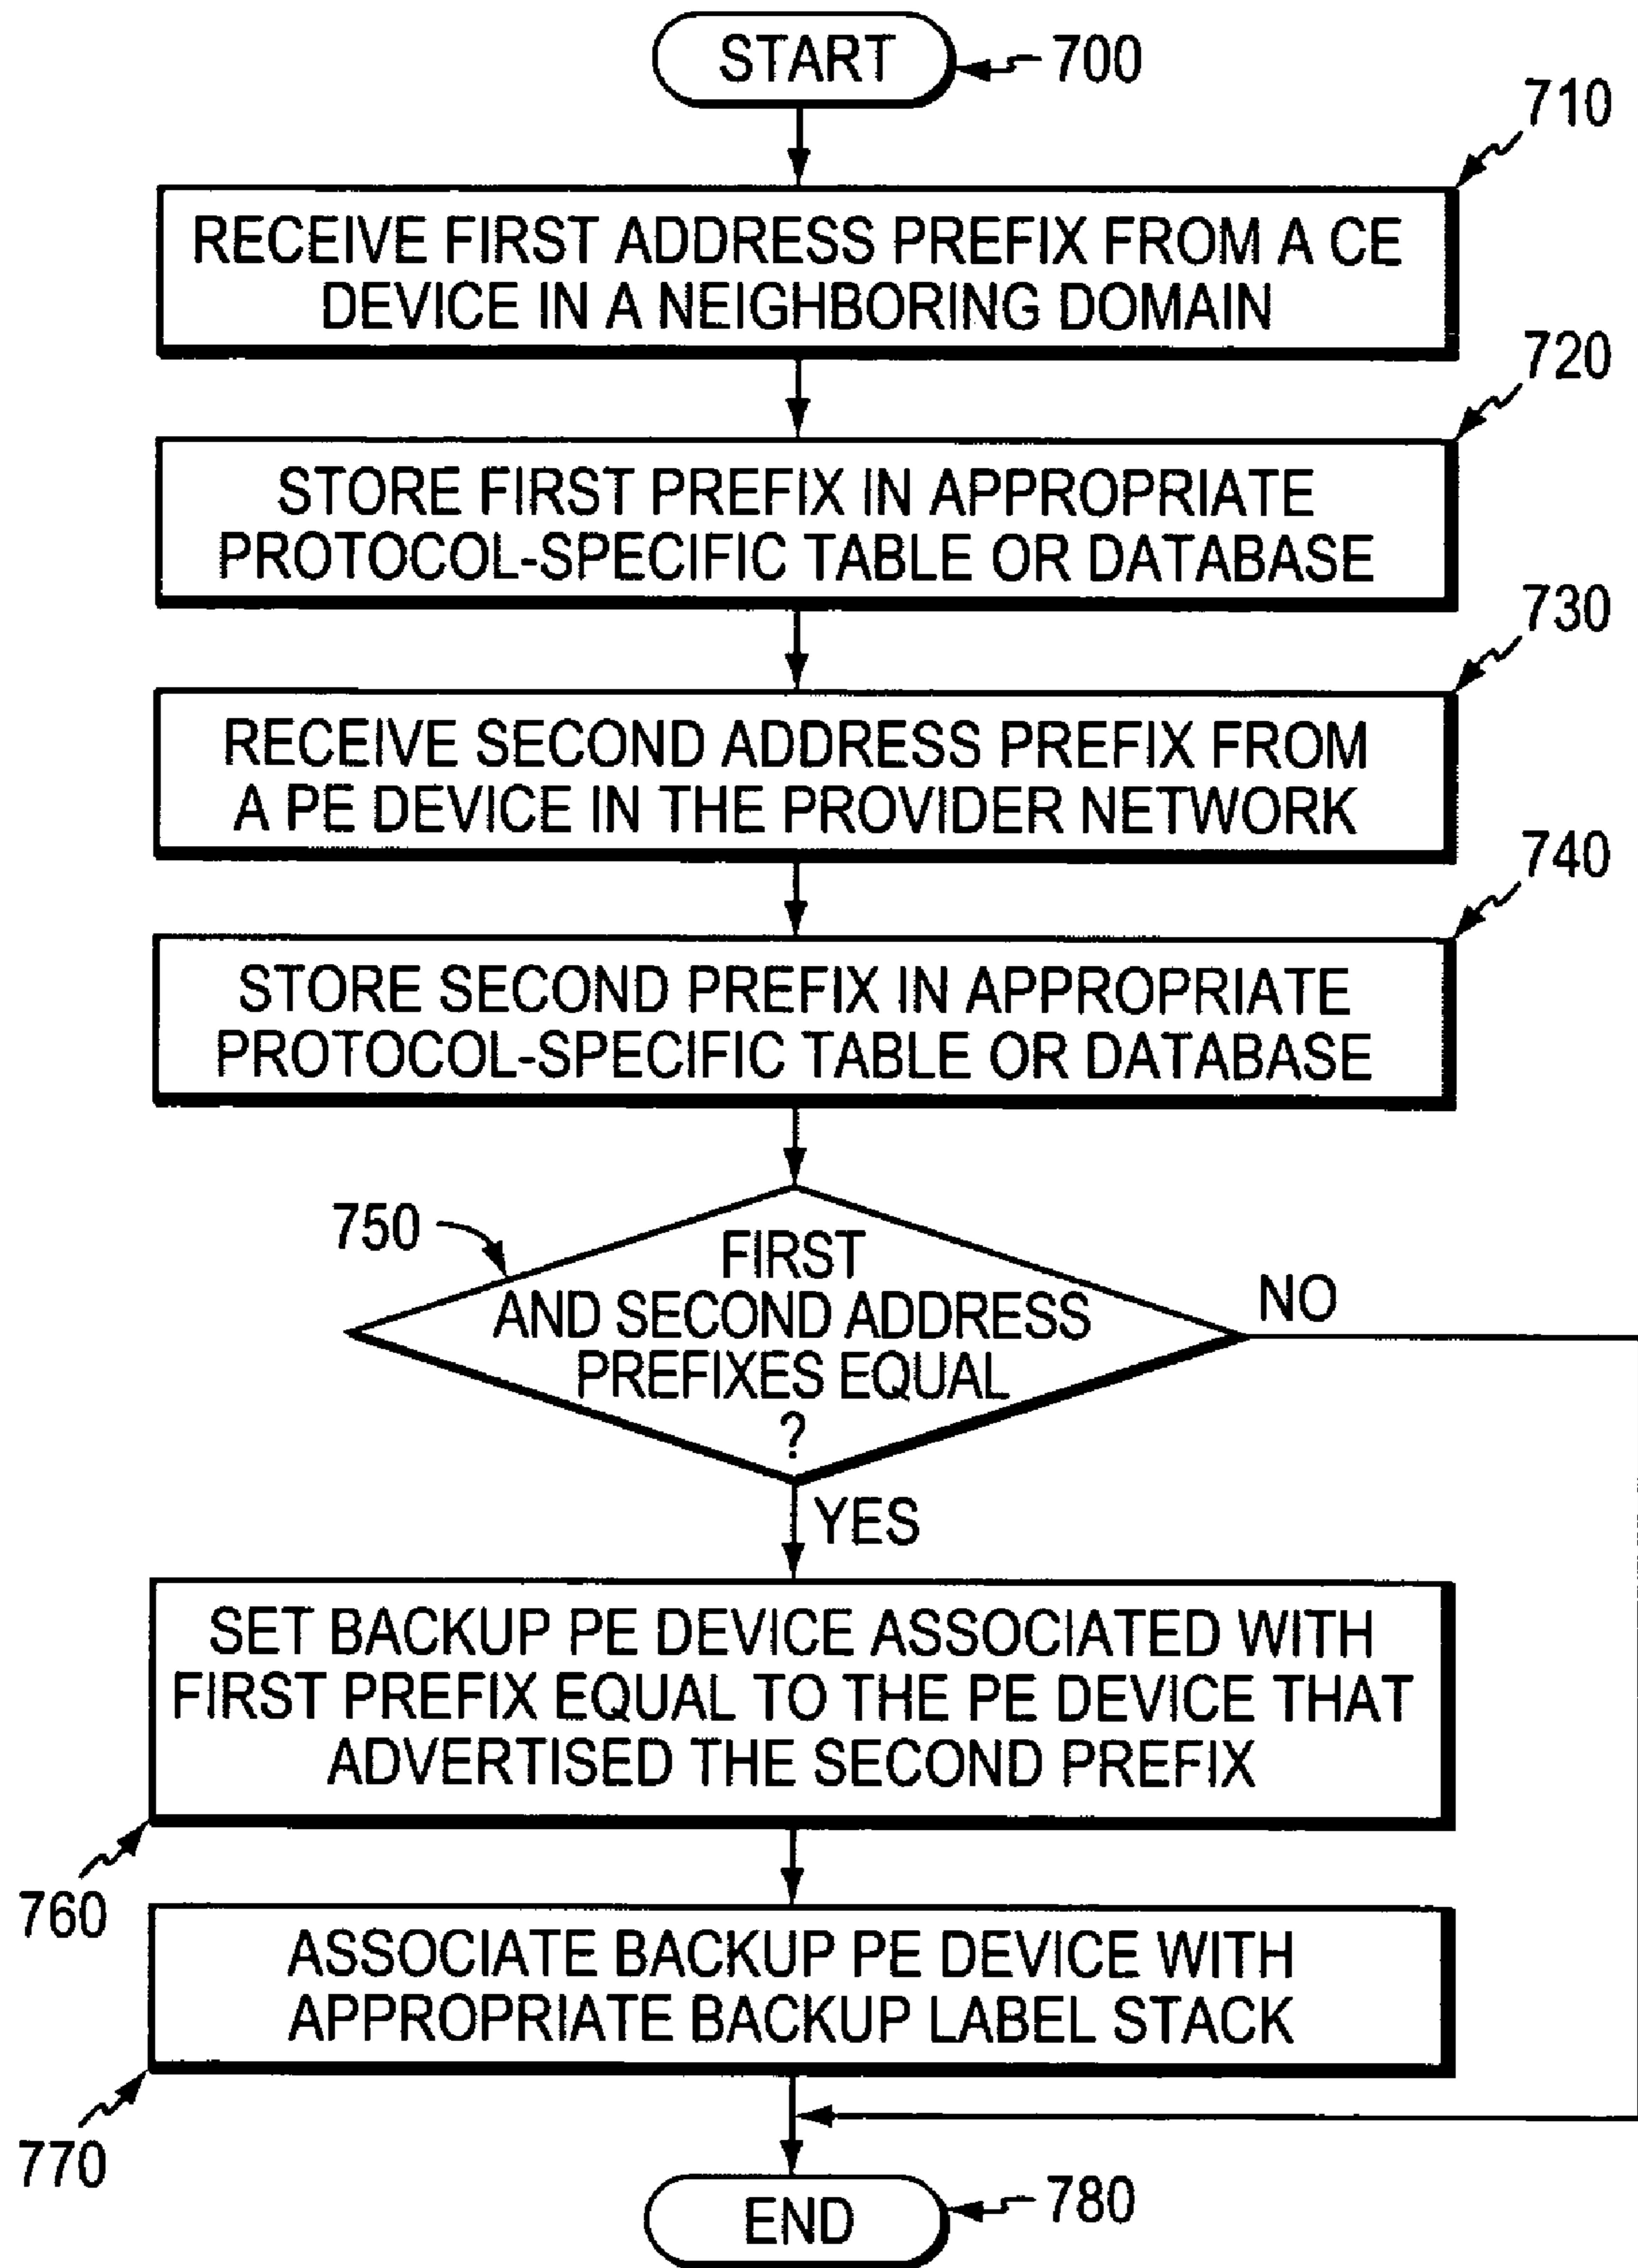 START
700
710
RECEIVE FIRST ADDRESS PREFIX FROM A CE
DEVICE IN A NEIGHBORING DOMAIN
720
STORE FIRST PREFIX IN APPROPRIATE
PROTOCOL-SPECIFIC TABLE OR DATABASE
730
RECEIVE SECOND ADDRESS PREFIX FROM
A PE DEVICE IN THE PROVIDER NETWORK
740
STORE SECOND PREFIX IN APPROPRIATE
PROTOCOL-SPECIFIC TABLE OR DATABASE
750
FIRST
AND SECOND ADDRESS
PREFIXES EQUAL
?
NO
YES
SET BACKUP PE DEVICE ASSOCIATED WITH
FIRST PREFIX EQUAL TO THE PE DEVICE THAT
ADVERTISED THE SECOND PREFIX
760
ASSOCIATE BACKUP PE DEVICE WITH
APPROPRIATE BACKUP LABEL STACK
770
END
780